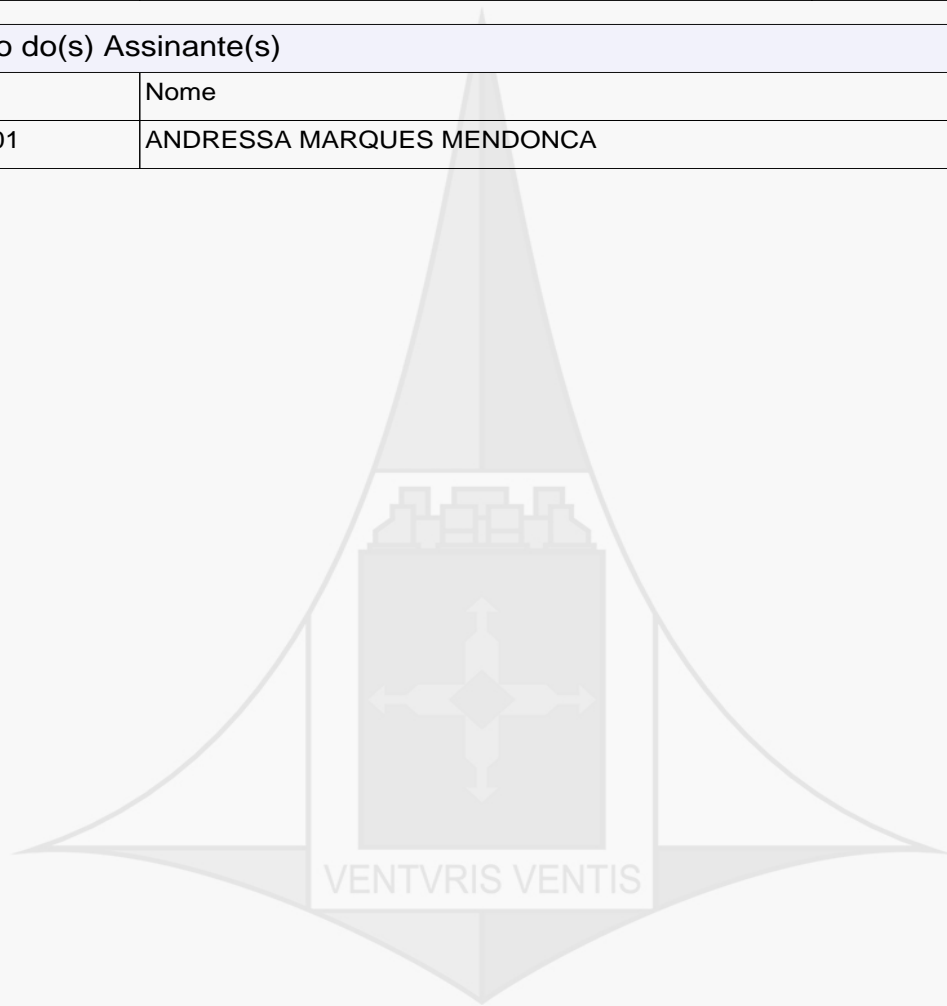 o do(s) Assinante(s)
Nome
01 ANDRESSA MARQUES MENDONCA
VENTVRIS VENTIS